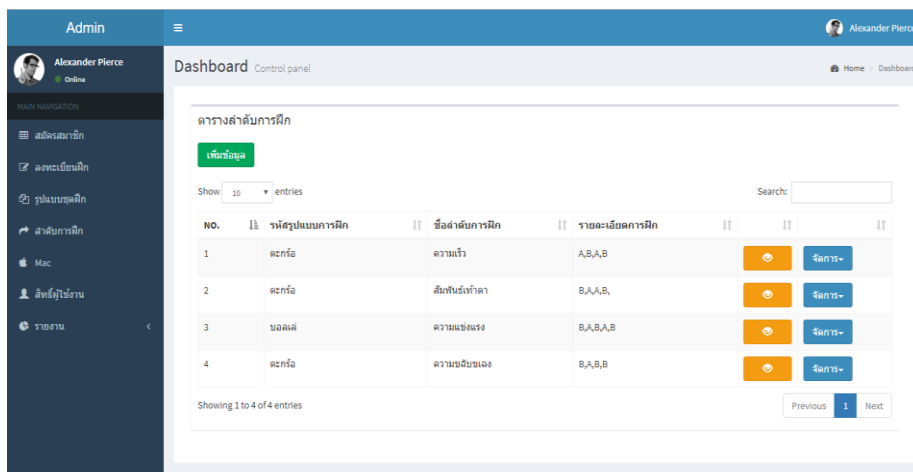 Admin
Alexander Pierce
Alexander Pierce
Online
Dashboard Control panel
Home > Dashboard
MAIN NAVIGATION
สมัครสมาชิก
ลงทะเบียนฝึก
รูปแบบชุดฝึก
ลำดับการฝึก
Mac
สิทธิ์ผู้ใช้งาน
รายงาน
ตารางลำดับการฝึก
เพิ่มข้อมูล
Show 10 entries Search:
NO. รหัสรูปแบบการฝึก ชื่อลำดับการฝึก รายละเอียดการฝึก
1 ตะกร้อ ความเร็ว A,B,A,B จัดการ
2 ตะกร้อ สัมพันธ์เท้าตา B,A,A,B, จัดการ
3 บอลเล่ ความแข่งแรง B,A,B,A,B จัดการ
4 ตะกร้อ ความขฉับขเฉง B,A,B,B จัดการ
Showing 1 to 4 of 4 entries Previous 1 Next